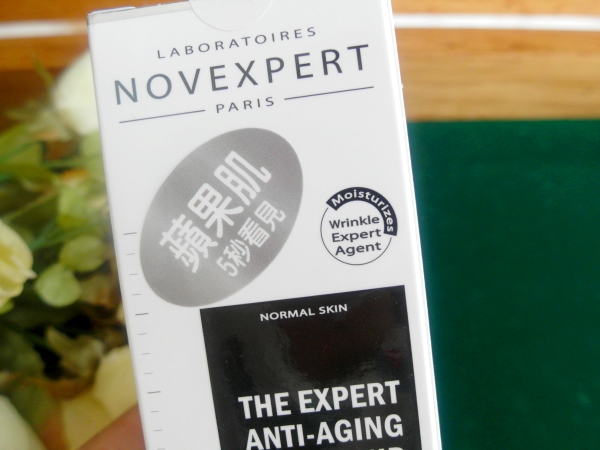 LABORATOIRES
NOVEXPERT
PARIS
蘋果肌
5秒看見
Moisturizes
Wrinkle
Expert
Agent
NORMAL SKIN
THE EXPERT
ANTI-AGING